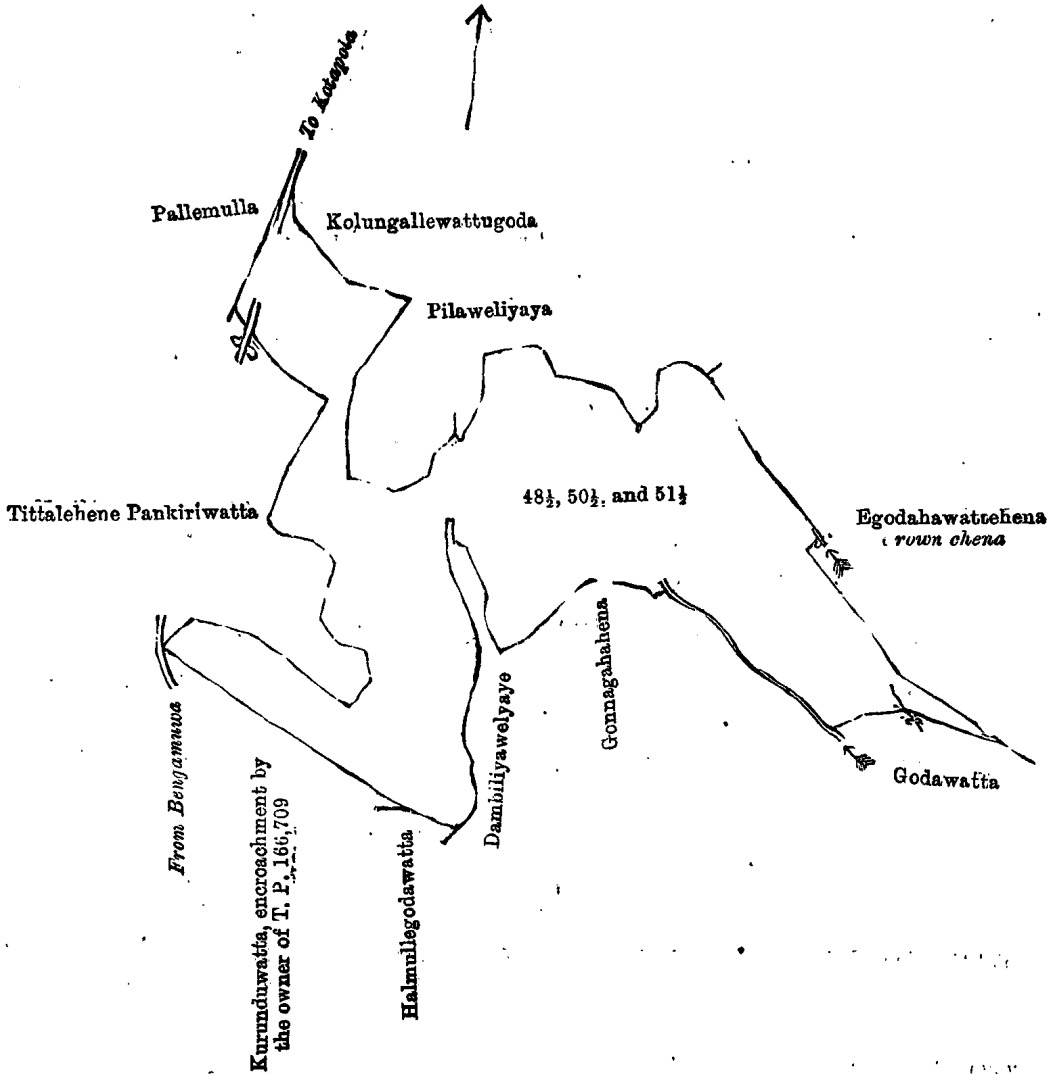 To Kotapola
Pallemulla
Kolungallewattugoda
Pilaweliyaya
48½, 50½, and 51½
Tittalehene Pankiriwatta
Egodahawattehena
rown chena
Gonnagahahena
Dambiliyawelyaye
From Bengamuwa
Godawatta
Kurunduwatta, encroachment by
the owner of T. P. 166,709
Halmullegodawatta